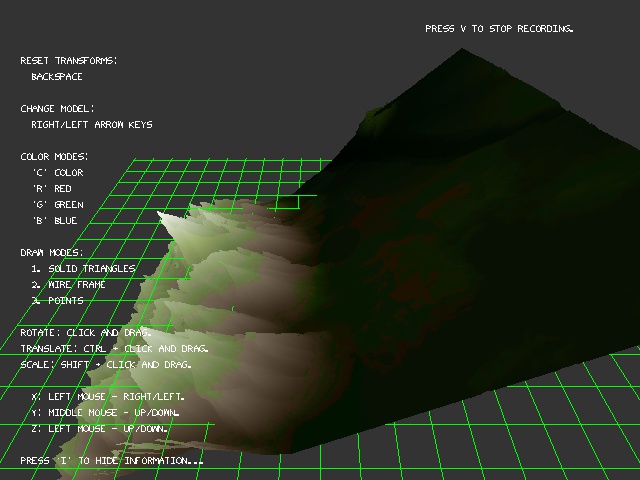 PRESS V TO STOP RECORDING.
RESET TRANSFORMS:
BACKSPACE
CHANGE MODEL:
RIGHT/LEFT ARROW KEYS
COLOR MODES:
'C' COLOR
'R' RED
'G' GREEN
'B' BLUE
DRAW MODES:
1. SOLID TRIANGLES
2. WIRE FRAME
3. POINTS
ROTATE: CLICK AND DRAG.
TRANSLATE: CTRL + CLICK AND DRAG.
SCALE: SHIFT + CLICK AND DRAG.
X: LEFT MOUSE - RIGHT/LEFT.
Y: MIDDLE MOUSE - UP/DOWN.
Z: LEFT MOUSE - UP/DOWN.
PRESS 'I' TO HIDE INFORMATION...